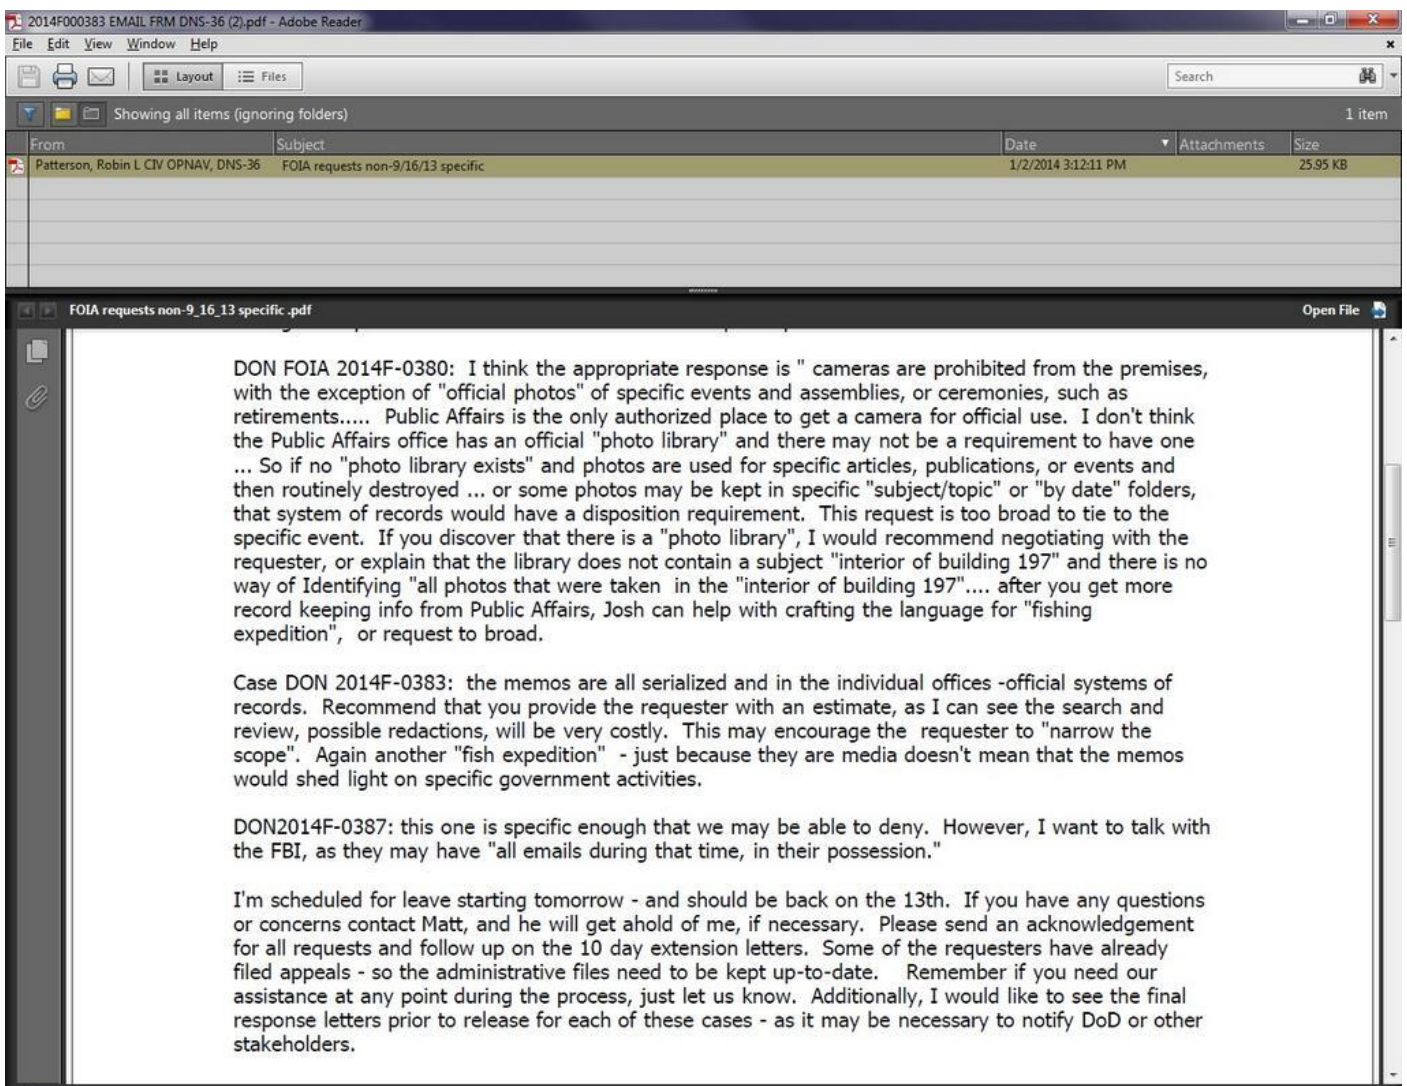 2014F000383 EMAIL FRM DNS-36 (2).pdf - Adobe Reader
File Edit View Window Help
Layout Files Search
Showing all items (ignoring folders) 1 item
From Subject Date Attachments Size
Patterson, Robin L CIV OPNAV, DNS-36 FOIA requests non-9/16/13 specific 1/2/2014 3:12:11 PM 25.95 KB
FOIA requests non-9_16_13 specific .pdf Open File
DON FOIA 2014F-0380: I think the appropriate response is " cameras are prohibited from the premises,
with the exception of "official photos" of specific events and assemblies, or ceremonies, such as
retirements..... Public Affairs is the only authorized place to get a camera for official use. I don't think
the Public Affairs office has an official "photo library" and there may not be a requirement to have one
... So if no "photo library exists" and photos are used for specific articles, publications, or events and
then routinely destroyed ... or some photos may be kept in specific "subject/topic" or "by date" folders,
that system of records would have a disposition requirement. This request is too broad to tie to the
specific event. If you discover that there is a "photo library", I would recommend negotiating with the
requester, or explain that the library does not contain a subject "interior of building 197" and there is no
way of Identifying "all photos that were taken in the "interior of building 197".... after you get more
record keeping info from Public Affairs, Josh can help with crafting the language for "fishing
expedition", or request to broad.
Case DON 2014F-0383: the memos are all serialized and in the individual offices -official systems of
records. Recommend that you provide the requester with an estimate, as I can see the search and
review, possible redactions, will be very costly. This may encourage the requester to "narrow the
scope". Again another "fish expedition" - just because they are media doesn't mean that the memos
would shed light on specific government activities.
DON2014F-0387: this one is specific enough that we may be able to deny. However, I want to talk with
the FBI, as they may have "all emails during that time, in their possession."
I'm scheduled for leave starting tomorrow - and should be back on the 13th. If you have any questions
or concerns contact Matt, and he will get ahold of me, if necessary. Please send an acknowledgement
for all requests and follow up on the 10 day extension letters. Some of the requesters have already
filed appeals - so the administrative files need to be kept up-to-date. Remember if you need our
assistance at any point during the process, just let us know. Additionally, I would like to see the final
response letters prior to release for each of these cases - as it may be necessary to notify DoD or other
stakeholders.